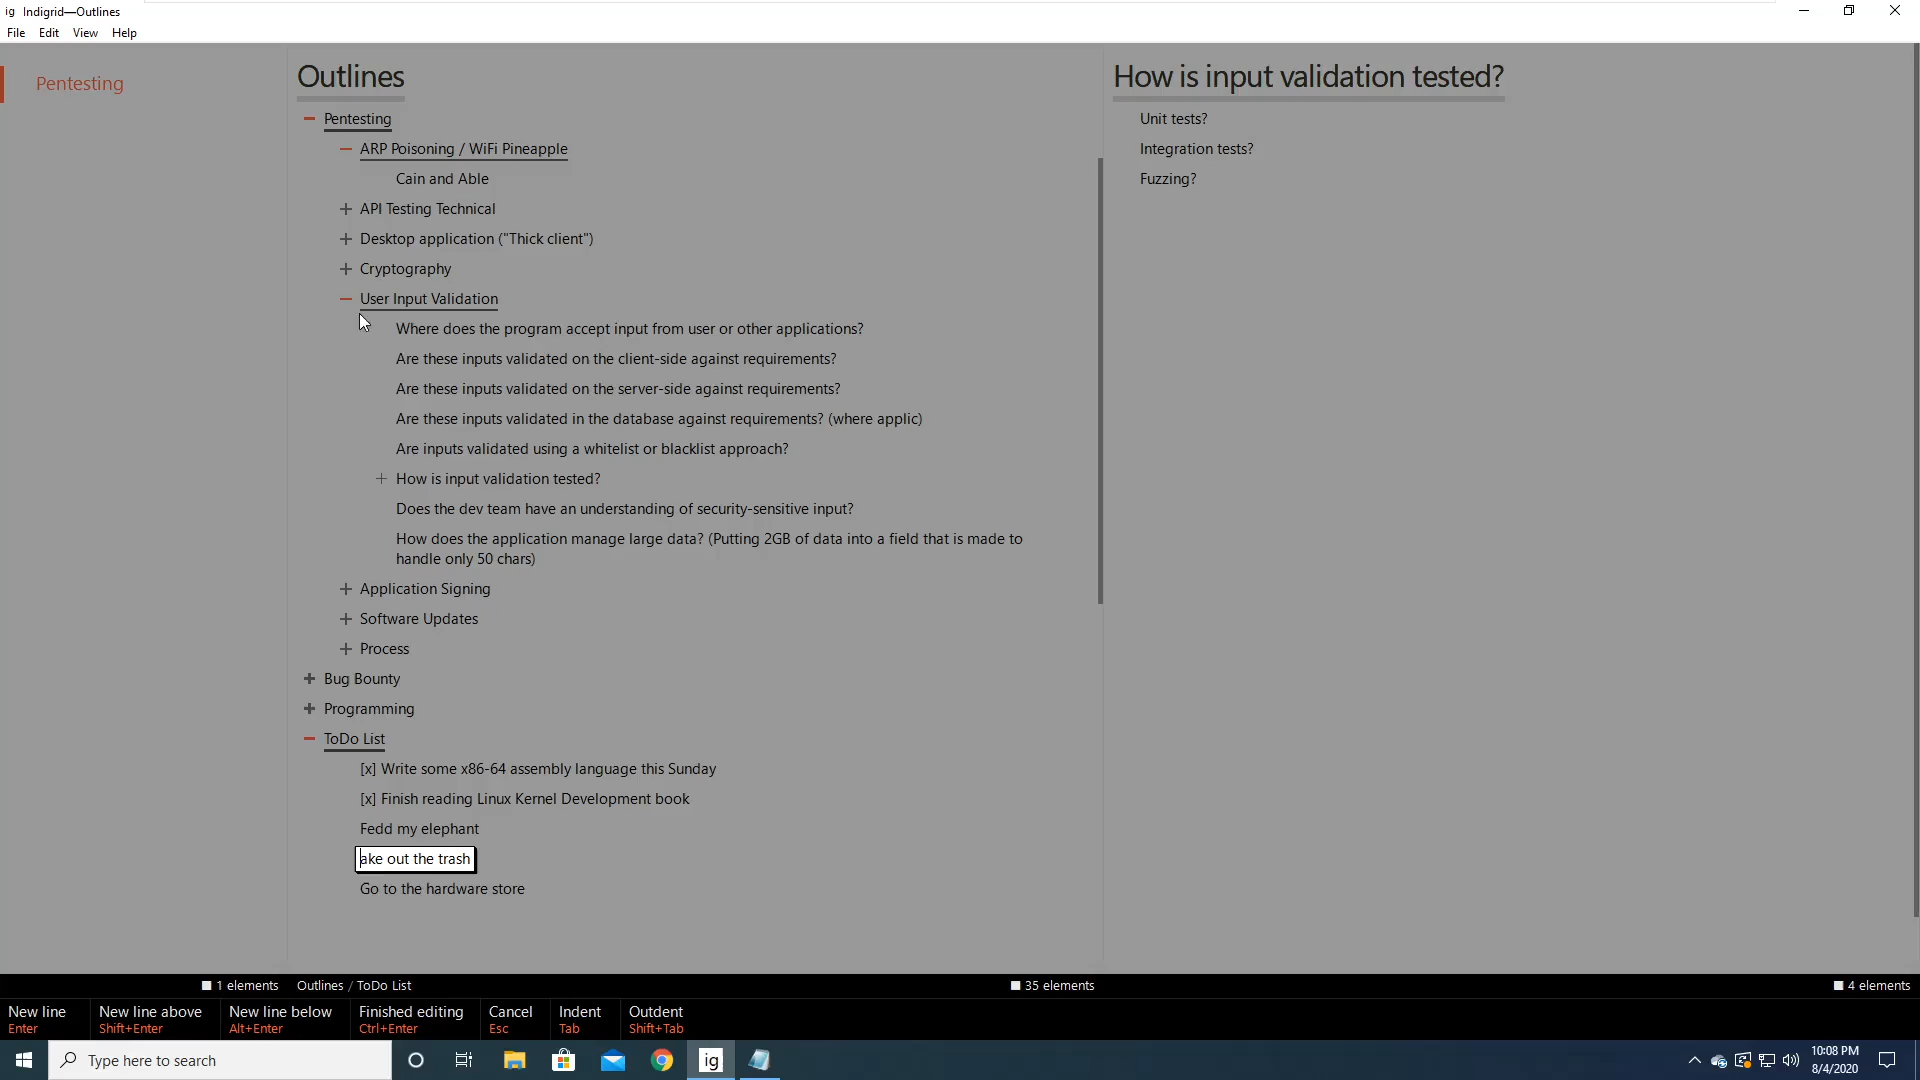 ig Indigrid—Outlines
File Edit View Help
Pentesting
Outlines
Pentesting
ARP Poisoning / WiFi Pineapple
Cain and Able
API Testing Technical
Desktop application ("Thick client")
Cryptography
User Input Validation
Where does the program accept input from user or other applications?
Are these inputs validated on the client-side against requirements?
Are these inputs validated on the server-side against requirements?
Are these inputs validated in the database against requirements? (where applic)
Are inputs validated using a whitelist or blacklist approach?
How is input validation tested?
Does the dev team have an understanding of security-sensitive input?
How does the application manage large data? (Putting 2GB of data into a field that is made to
handle only 50 chars)
Application Signing
Software Updates
Process
Bug Bounty
Programming
ToDo List
[x] Write some x86-64 assembly language this Sunday
[x] Finish reading Linux Kernel Development book
Fedd my elephant
ake out the trash
Go to the hardware store
How is input validation tested?
Unit tests?
Integration tests?
Fuzzing?
1 elements Outlines / ToDo List 35 elements 4 elements
New line New line above New line below Finished editing Cancel Indent Outdent
Enter Shift+Enter Alt+Enter Ctrl+Enter Esc Tab Shift+Tab
Type here to search
ig
10:08 PM
8/4/2020